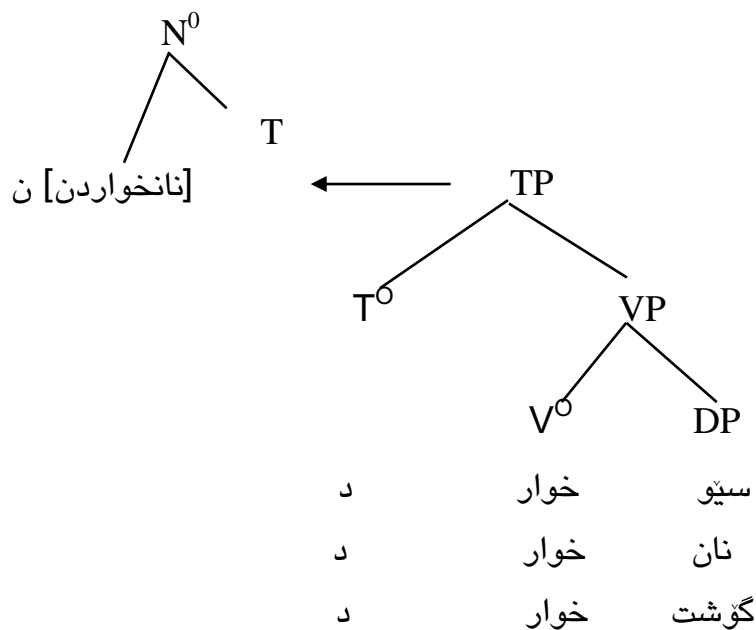 N⁰
T
[نانخواردن] ن
TP
T⁰
VP
V⁰
DP
سێو خوار د
نان خوار د
گۆشت خوار د